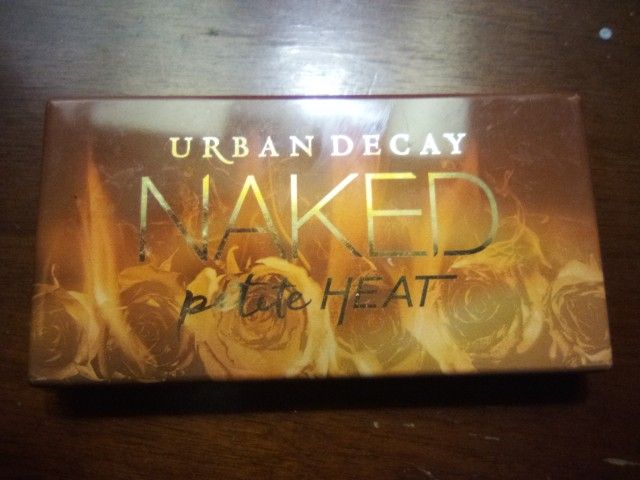 URBAN DECAY
NAKED
petite HEAT